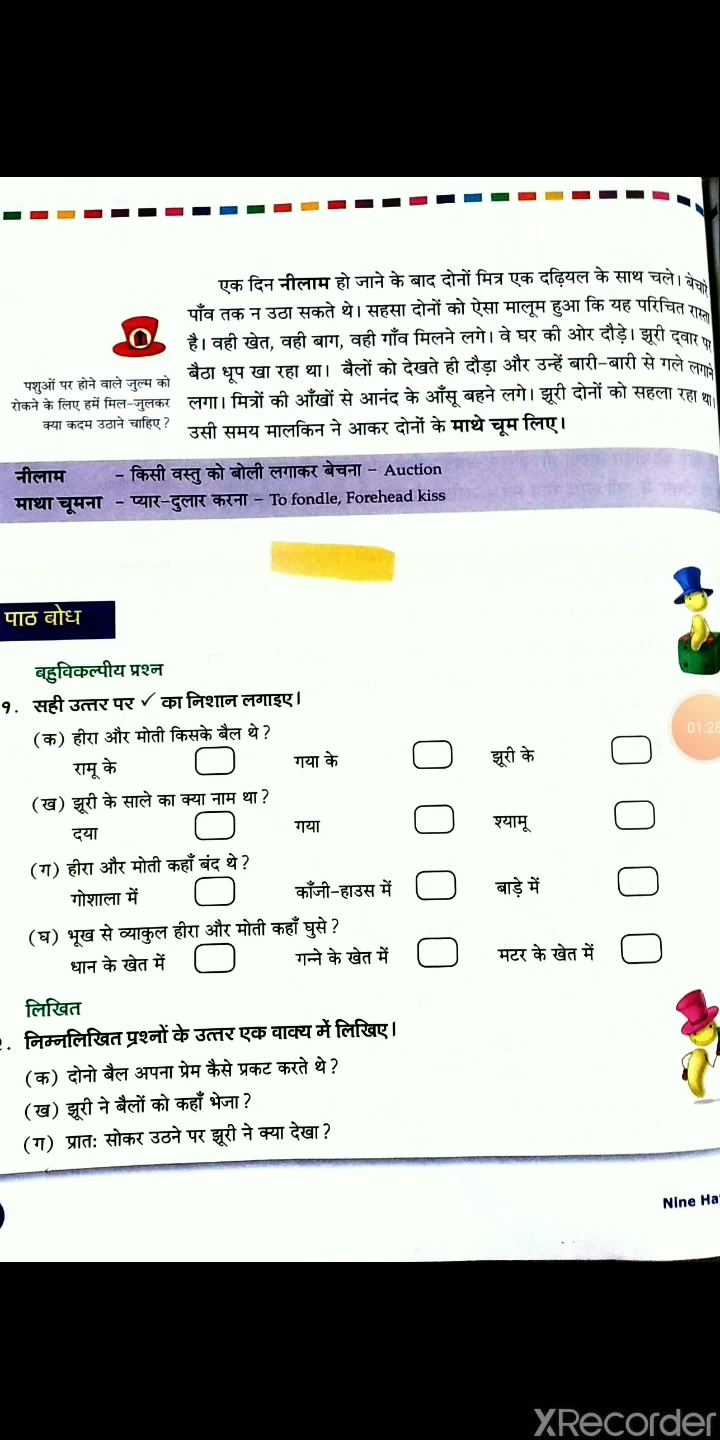 एक दिन नीलाम हो जाने के बाद दोनों मित्र एक दढ़ियल के साथ चले। बेचारे
पाँव तक न उठा सकते थे। सहसा दोनों को ऐसा मालूम हुआ कि यह परिचित रास्ता
है। वही खेत, वही बाग, वही गाँव मिलने लगे। वे घर की ओर दौड़े। झूरी द्वार पर
बैठा धूप खा रहा था। बैलों को देखते ही दौड़ा और उन्हें बारी-बारी से गले लगाने
लगा। मित्रों की आँखों से आनंद के आँसू बहने लगे। झूरी दोनों को सहला रहा था।
उसी समय मालकिन ने आकर दोनों के माथे चूम लिए।
पशुओं पर होने वाले जुल्म को
रोकने के लिए हमें मिल-जुलकर
क्या कदम उठाने चाहिए?
नीलाम - किसी वस्तु को बोली लगाकर बेचना - Auction
माथा चूमना - प्यार-दुलार करना - To fondle, Forehead kiss
पाठ बोध
बहुविकल्पीय प्रश्न
१. सही उत्तर पर ✓ का निशान लगाइए।
(क) हीरा और मोती किसके बैल थे?
रामू के गया के झूरी के
(ख) झूरी के साले का क्या नाम था?
दया गया श्यामू
(ग) हीरा और मोती कहाँ बंद थे?
गोशाला में काँजी-हाउस में बाड़े में
(घ) भूख से व्याकुल हीरा और मोती कहाँ घुसे?
धान के खेत में गन्ने के खेत में मटर के खेत में
लिखित
. निम्नलिखित प्रश्नों के उत्तर एक वाक्य में लिखिए।
(क) दोनो बैल अपना प्रेम कैसे प्रकट करते थे?
(ख) झूरी ने बैलों को कहाँ भेजा?
(ग) प्रातः सोकर उठने पर झूरी ने क्या देखा?
01:28
Nine Ha
XRecorder